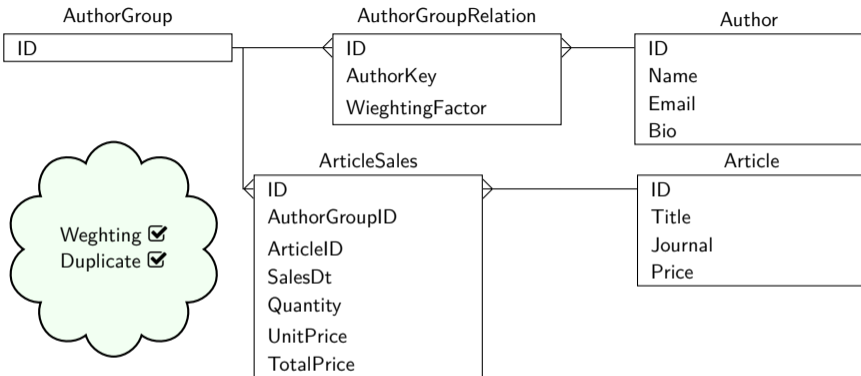 AuthorGroup
ID
AuthorGroupRelation
ID
AuthorKey
WieghtingFactor
Author
ID
Name
Email
Bio
Weghting
Duplicate
ArticleSales
ID
AuthorGroupID
ArticleID
SalesDt
Quantity
UnitPrice
TotalPrice
Article
ID
Title
Journal
Price